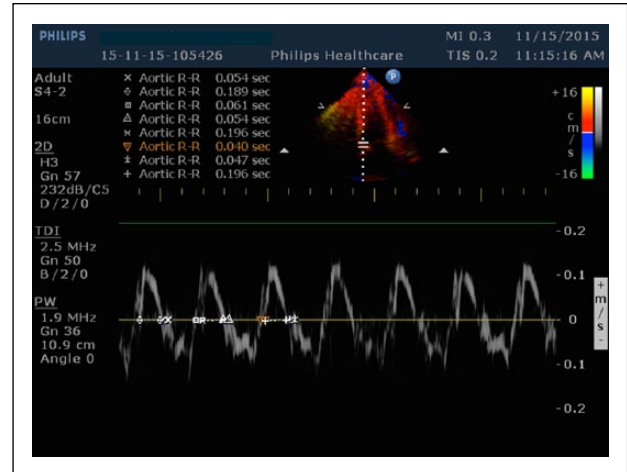 PHILIPS MI 0.3 11/15/2015
15-11-15-105426 Philips Healthcare TIS 0.2 11:15:16 AM
Adult
S4-2
16cm
2D
H3
Gn 57
232dB/C5
D/2/0
TDI
2.5 MHz
Gn 50
B/2/0
PW
1.9 MHz
Gn 36
10.9 cm
Angle 0
× Aortic R-R 0.054 sec
Aortic R-R 0.189 sec
Aortic R-R 0.061 sec
Aortic R-R 0.054 sec
Aortic R-R 0.196 sec
Aortic R-R 0.040 sec
Aortic R-R 0.047 sec
+ Aortic R-R 0.196 sec
P
+16
c
m
/
s
-16
-0.2
-0.1
-0
-0.1
-0.2
+
m
/
s
-